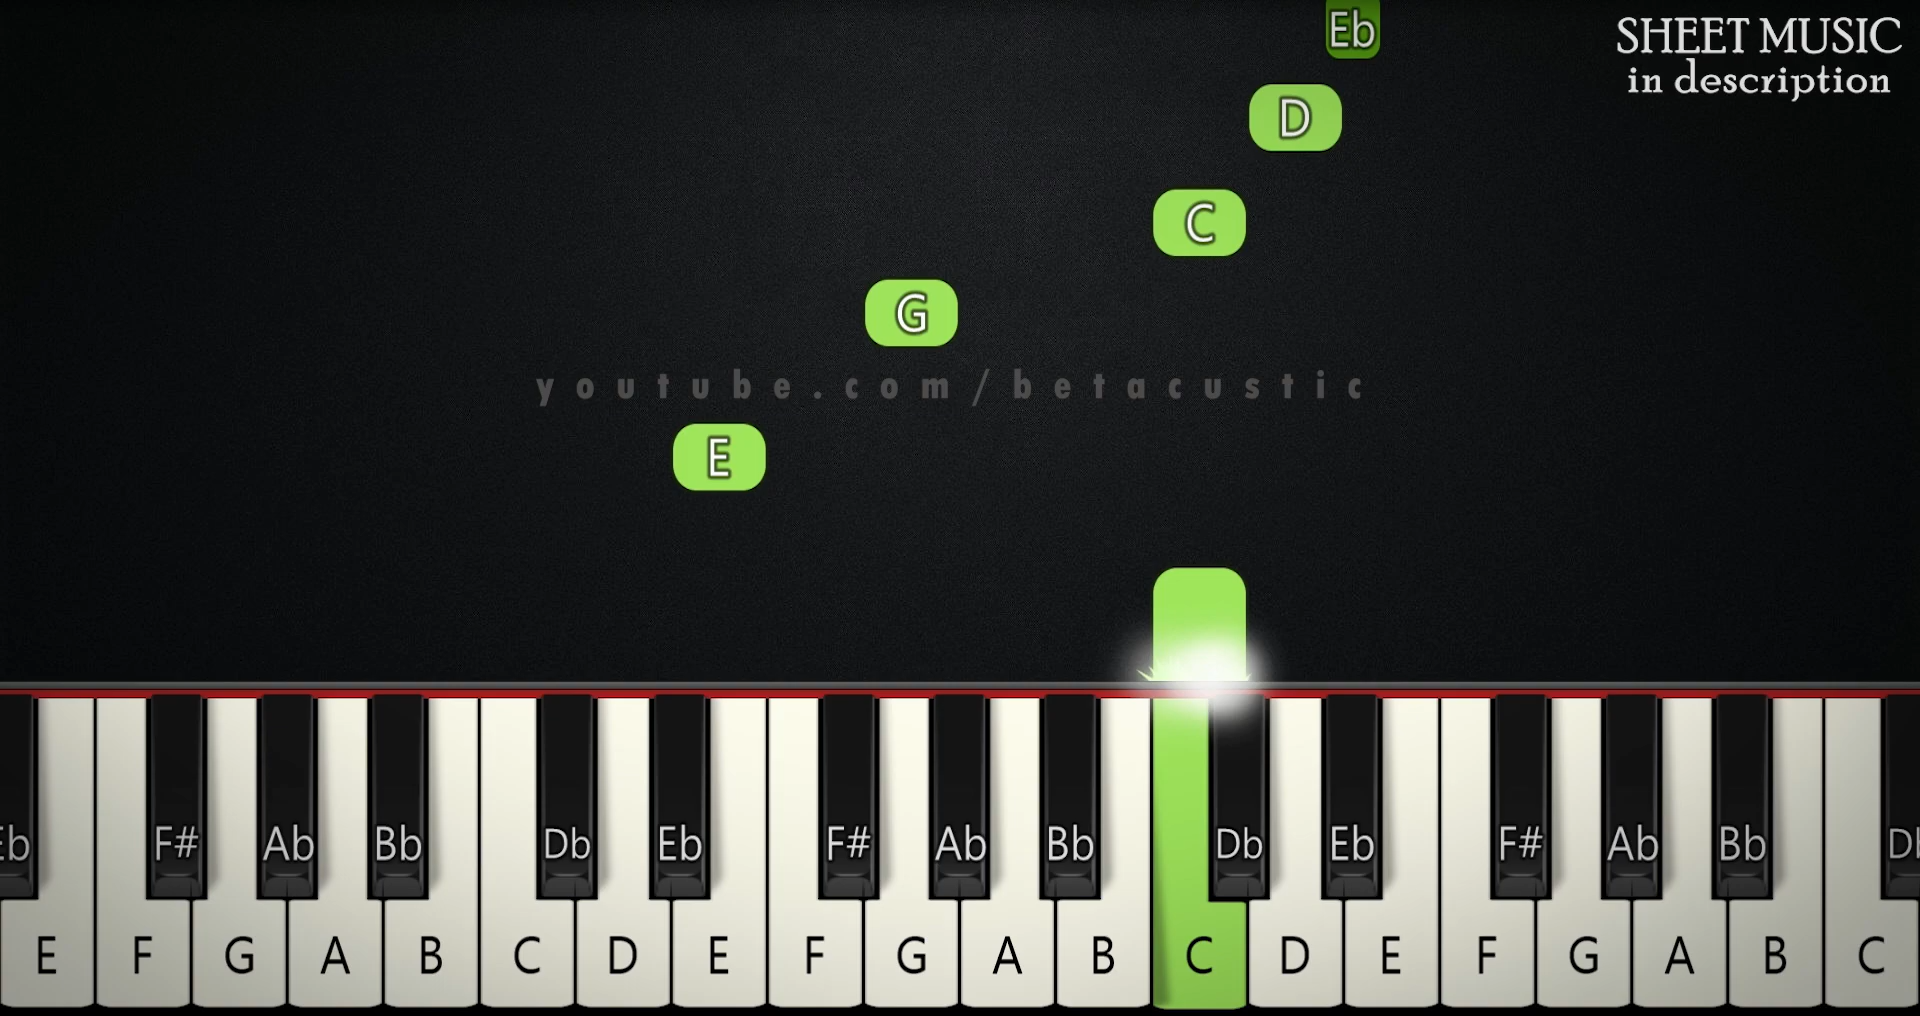 Eb
SHEET MUSIC
in description
D
C
G
youtube.com/betacustic
E
Eb F# Ab Bb Db Eb F# Ab Bb Db Eb F# Ab Bb
E F G A B C D E F G A B C D E F G A B C